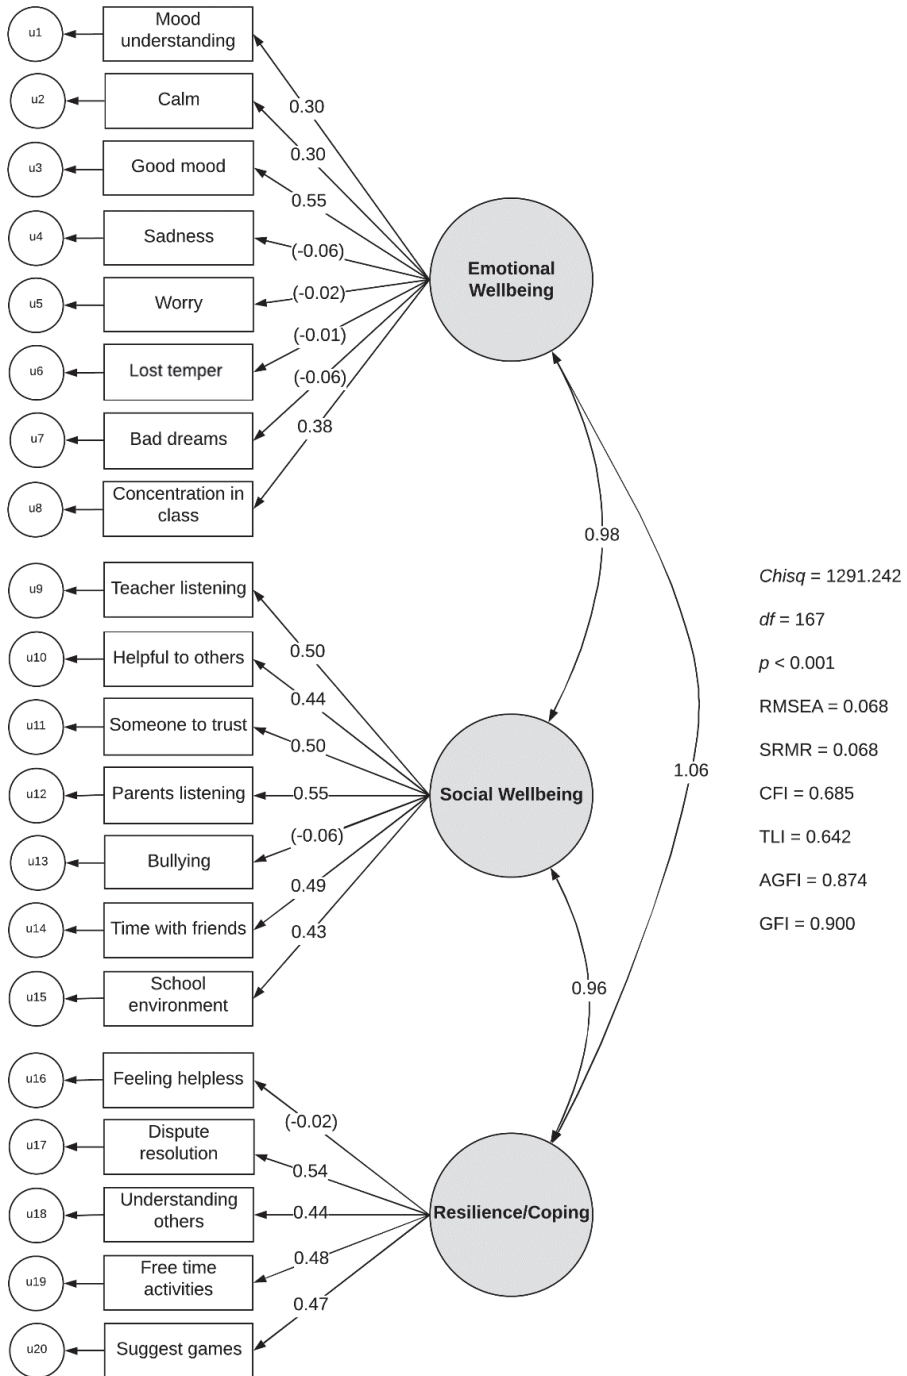 u1
Mood
understanding
u2
Calm
0.30
u3
Good mood
0.30
0.55
u4
Sadness
(-0.06)
u5
Worry
(-0.02)
u6
Lost temper
(-0.01)
u7
Bad dreams
(-0.06)
0.38
u8
Concentration in
class
Emotional
Wellbeing
0.98
u9
Teacher listening
0.50
u10
Helpful to others
0.44
u11
Someone to trust
0.50
u12
Parents listening
0.55
u13
Bullying
(-0.06)
u14
Time with friends
0.49
0.43
u15
School
environment
Social Wellbeing
1.06
0.96
u16
Feeling helpless
(-0.02)
u17
Dispute
resolution
0.54
u18
Understanding
others
0.44
u19
Free time
activities
0.48
0.47
u20
Suggest games
Resilience/Coping
Chisq = 1291.242
df = 167
p < 0.001
RMSEA = 0.068
SRMR = 0.068
CFI = 0.685
TLI = 0.642
AGFI = 0.874
GFI = 0.900